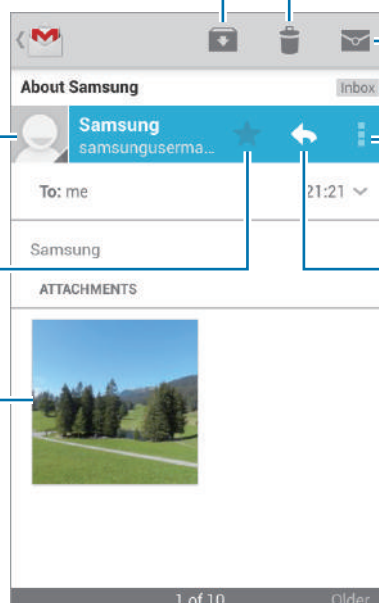 About Samsung
Inbox
Samsung
samsunguserma...
To: me
21:21
Samsung
ATTACHMENTS
1 of 10
Older